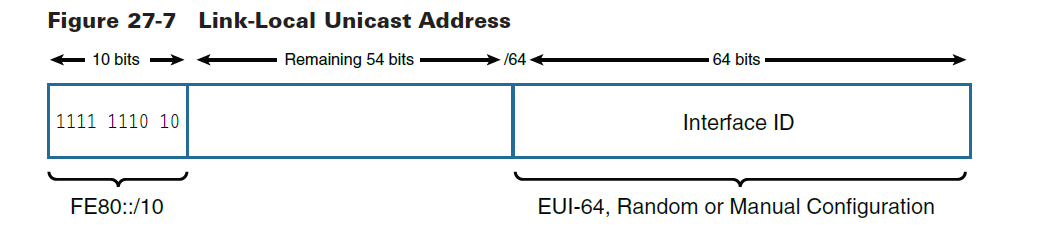 Figure 27-7 Link-Local Unicast Address
10 bits Remaining 54 bits /64 64 bits
1111 1110 10 Interface ID
FE80::/10 EUI-64, Random or Manual Configuration